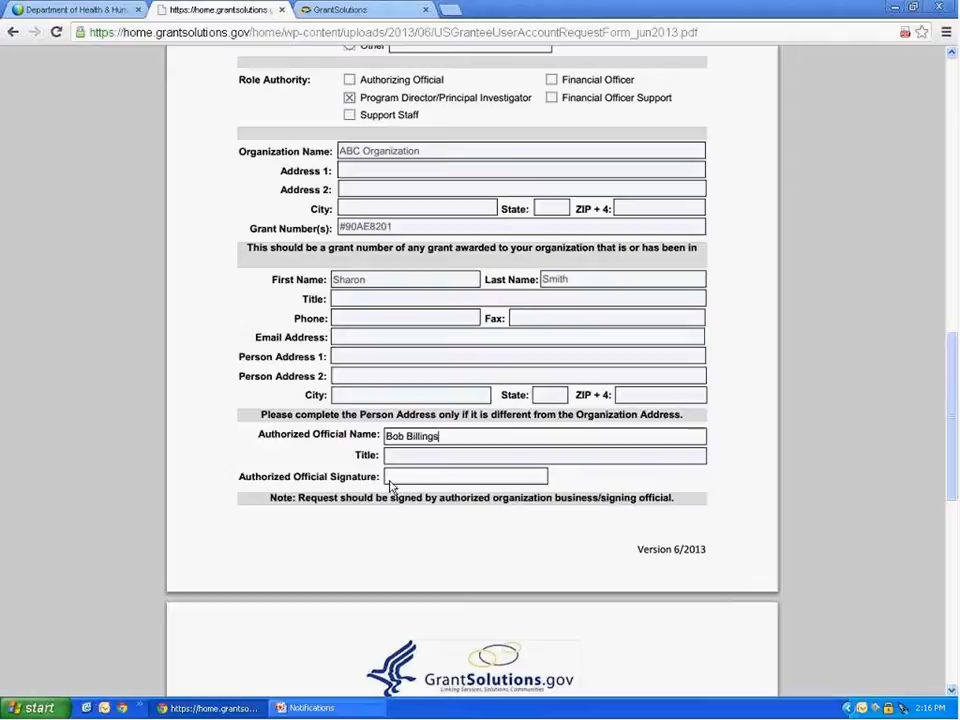 Department of Health & Hum
https://home.grantsolutions.g
GrantSolutions
https://home.grantsolutions.gov/home/wp-content/uploads/2013/06/USGranteeUserAccountRequestForm_jun2013.pdf
Other
Role Authority: Authorizing Official Financial Officer
Program Director/Principal Investigator Financial Officer Support
Support Staff
Organization Name: ABC Organization
Address 1:
Address 2:
City: State: ZIP + 4:
Grant Number(s): #90AE8201
This should be a grant number of any grant awarded to your organization that is or has been in
First Name: Sharon Last Name: Smith
Title:
Phone: Fax:
Email Address:
Person Address 1:
Person Address 2:
City: State: ZIP + 4:
Please complete the Person Address only if it is different from the Organization Address.
Authorized Official Name: Bob Billings
Title:
Authorized Official Signature:
Note: Request should be signed by authorized organization business/signing official.
Version 6/2013
GrantSolutions.gov
Linking Services, Solutions, Communities
start https://home.grantso... Notifications 2:16 PM